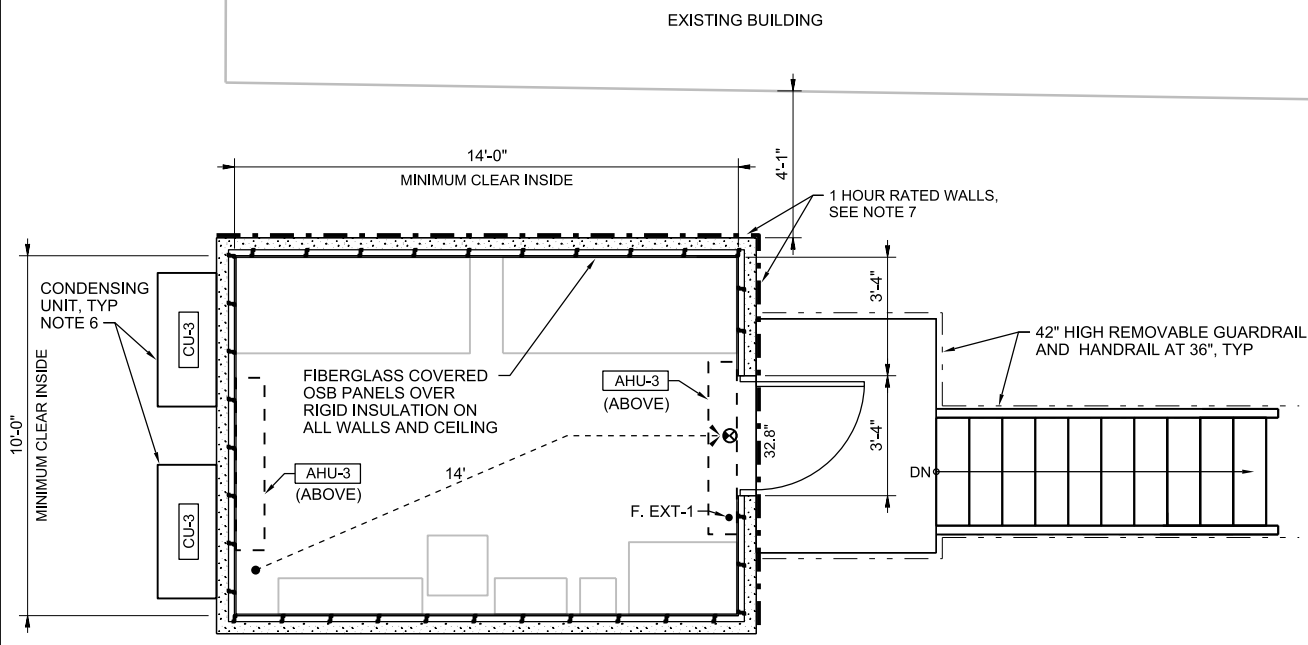 EXISTING BUILDING
14'-0"
MINIMUM CLEAR INSIDE
4'-1"
1 HOUR RATED WALLS,
SEE NOTE 7
CONDENSING
UNIT, TYP
NOTE 6
CU-3
CU-3
10'-0"
MINIMUM CLEAR INSIDE
FIBERGLASS COVERED
OSB PANELS OVER
RIGID INSULATION ON
ALL WALLS AND CEILING
AHU-3
(ABOVE)
AHU-3
(ABOVE)
14'
F. EXT-1
32.8"
3'-4"
3'-4"
42" HIGH REMOVABLE GUARDRAIL
AND HANDRAIL AT 36", TYP
DN